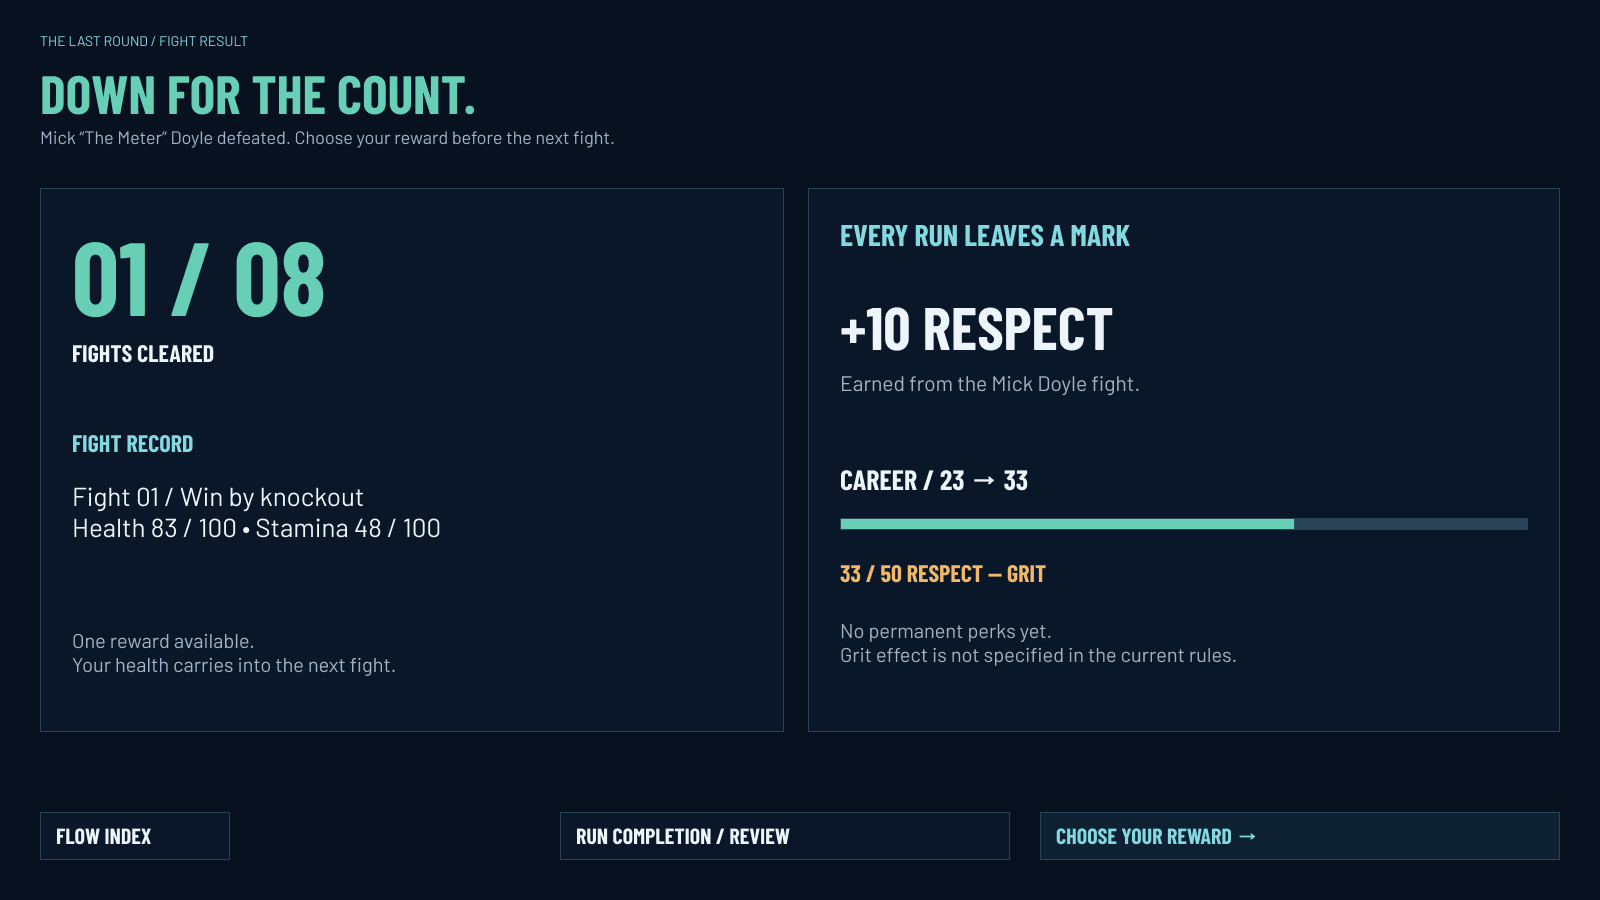 THE LAST ROUND / FIGHT RESULT
DOWN FOR THE COUNT.
Mick “The Meter” Doyle defeated. Choose your reward before the next fight.
01 / 08
FIGHTS CLEARED
FIGHT RECORD
Fight 01 / Win by knockout
Health 83 / 100 • Stamina 48 / 100
One reward available.
Your health carries into the next fight.
EVERY RUN LEAVES A MARK
+10 RESPECT
Earned from the Mick Doyle fight.
CAREER / 23 → 33
33 / 50 RESPECT — GRIT
No permanent perks yet.
Grit effect is not specified in the current rules.
FLOW INDEX
RUN COMPLETION / REVIEW
CHOOSE YOUR REWARD →